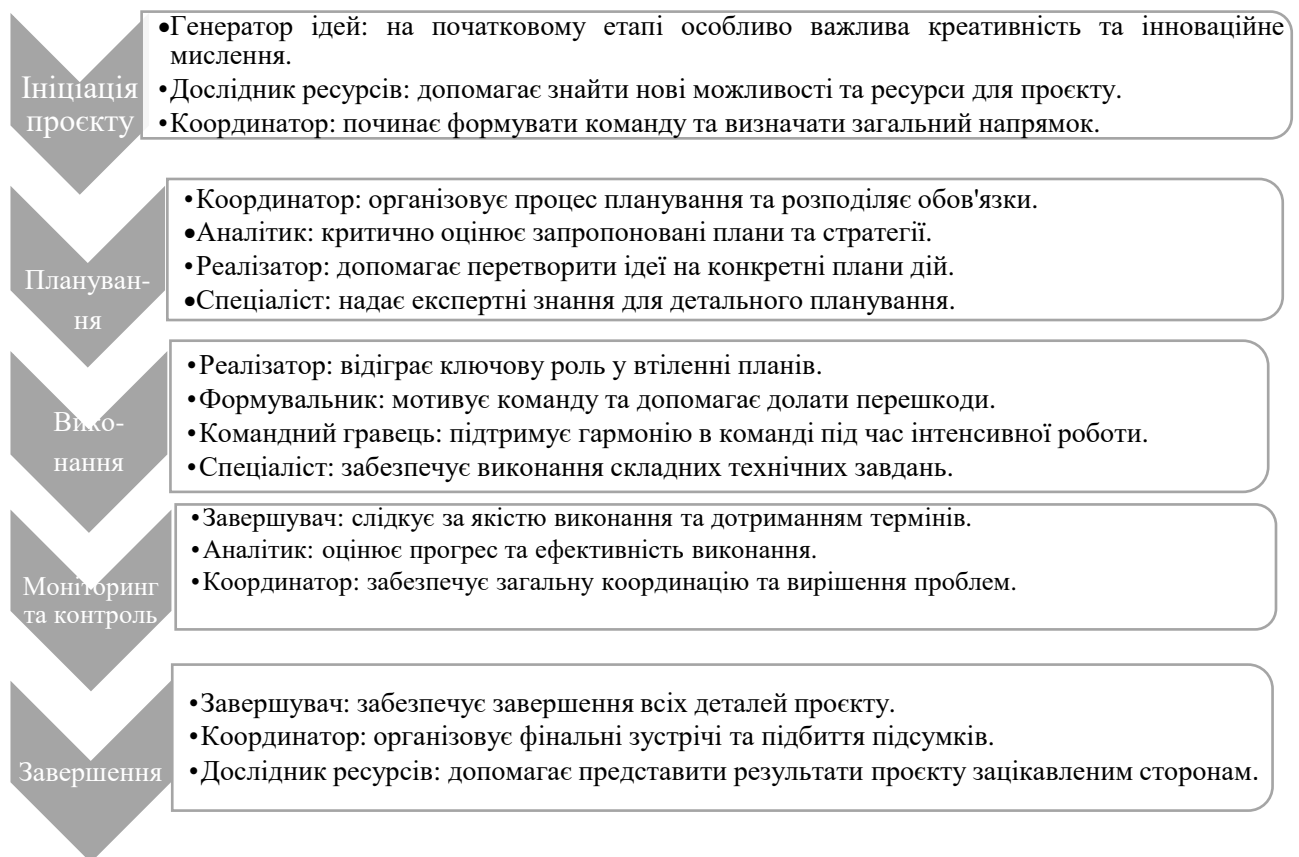 Ініціація
проєкту
•Генератор ідей: на початковому етапі особливо важлива креативність та інноваційне
мислення.
•Дослідник ресурсів: допомагає знайти нові можливості та ресурси для проєкту.
•Координатор: починає формувати команду та визначати загальний напрямок.
Плануван-
ня
•Координатор: організовує процес планування та розподіляє обов'язки.
•Аналітик: критично оцінює запропоновані плани та стратегії.
•Реалізатор: допомагає перетворити ідеї на конкретні плани дій.
•Спеціаліст: надає експертні знання для детального планування.
Вико-
нання
•Реалізатор: відіграє ключову роль у втіленні планів.
•Формувальник: мотивує команду та допомагає долати перешкоди.
•Командний гравець: підтримує гармонію в команді під час інтенсивної роботи.
•Спеціаліст: забезпечує виконання складних технічних завдань.
Моніторинг
та контроль
•Завершувач: слідкує за якістю виконання та дотриманням термінів.
•Аналітик: оцінює прогрес та ефективність виконання.
•Координатор: забезпечує загальну координацію та вирішення проблем.
Завершення
•Завершувач: забезпечує завершення всіх деталей проєкту.
•Координатор: організовує фінальні зустрічі та підбиття підсумків.
•Дослідник ресурсів: допомагає представити результати проєкту зацікавленим сторонам.